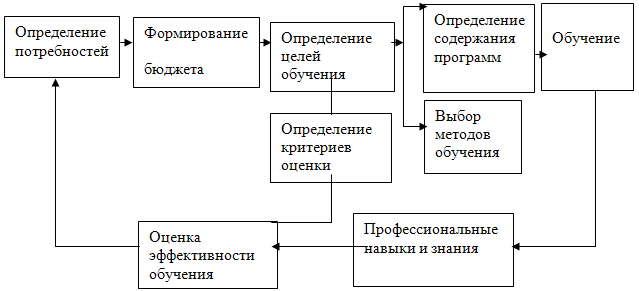 Определение
потребностей
Формирование
бюджета
Определение
целей
обучения
Определение
содержания
программ
Обучение
Определение
критериев
оценки
Выбор
методов
обучения
Оценка
эффективности
обучения
Профессиональные
навыки и знания